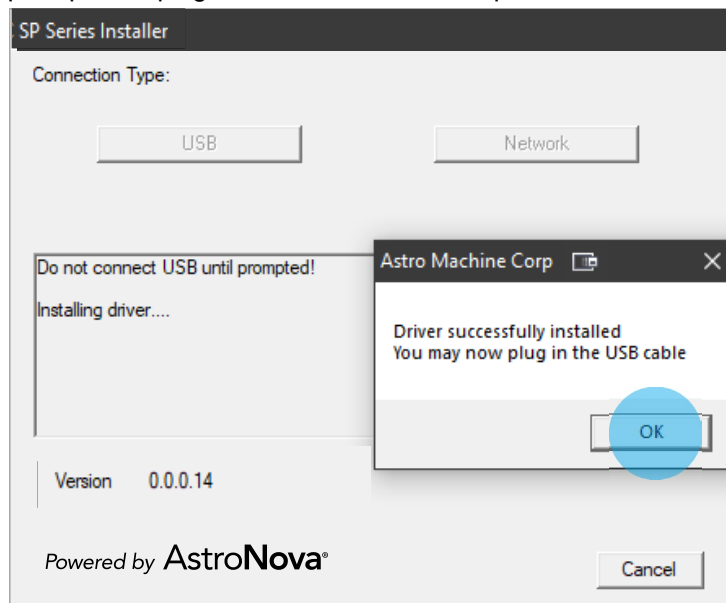 SP Series Installer
Connection Type:
USB
Network
Do not connect USB until prompted!
Installing driver....
Astro Machine Corp
Driver successfully installed
You may now plug in the USB cable
OK
Version 0.0.0.14
Powered by AstroNova®
Cancel